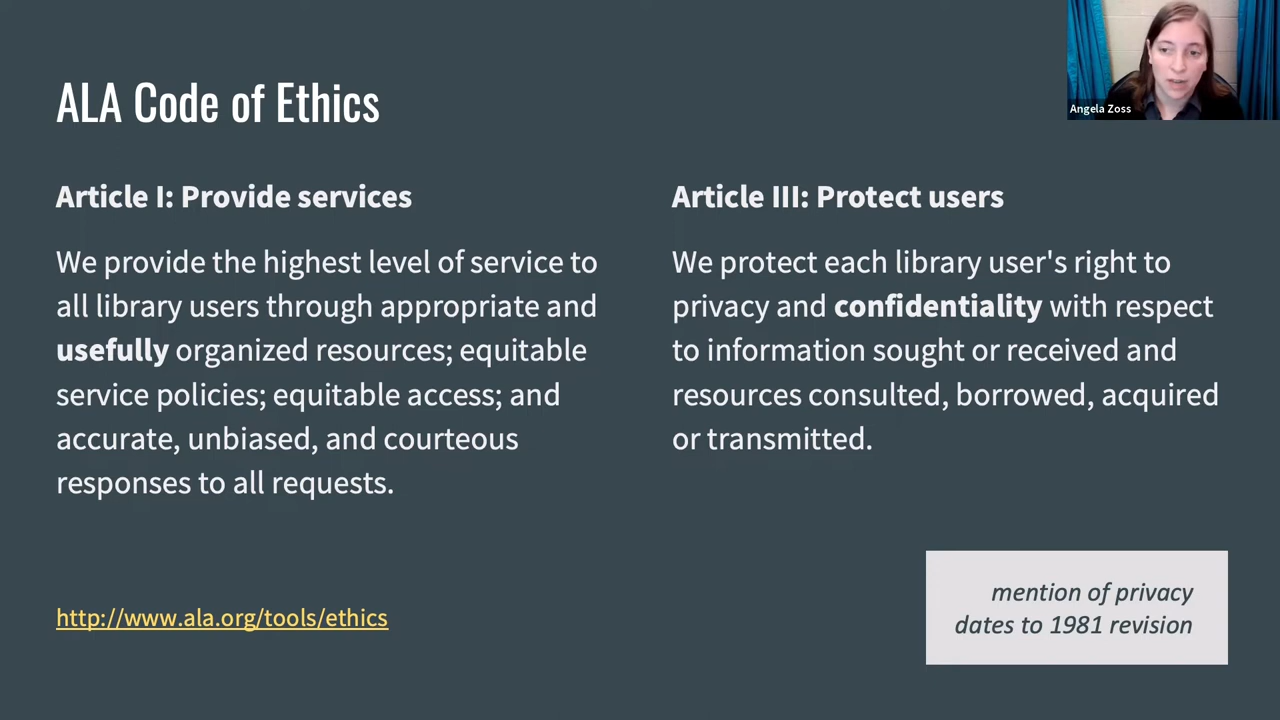 ALA Code of Ethics
Angela Zoss
Article I: Provide services
We provide the highest level of service to
all library users through appropriate and
usefully organized resources; equitable
service policies; equitable access; and
accurate, unbiased, and courteous
responses to all requests.
http://www.ala.org/tools/ethics
Article III: Protect users
We protect each library user's right to
privacy and confidentiality with respect
to information sought or received and
resources consulted, borrowed, acquired
or transmitted.
mention of privacy
dates to 1981 revision